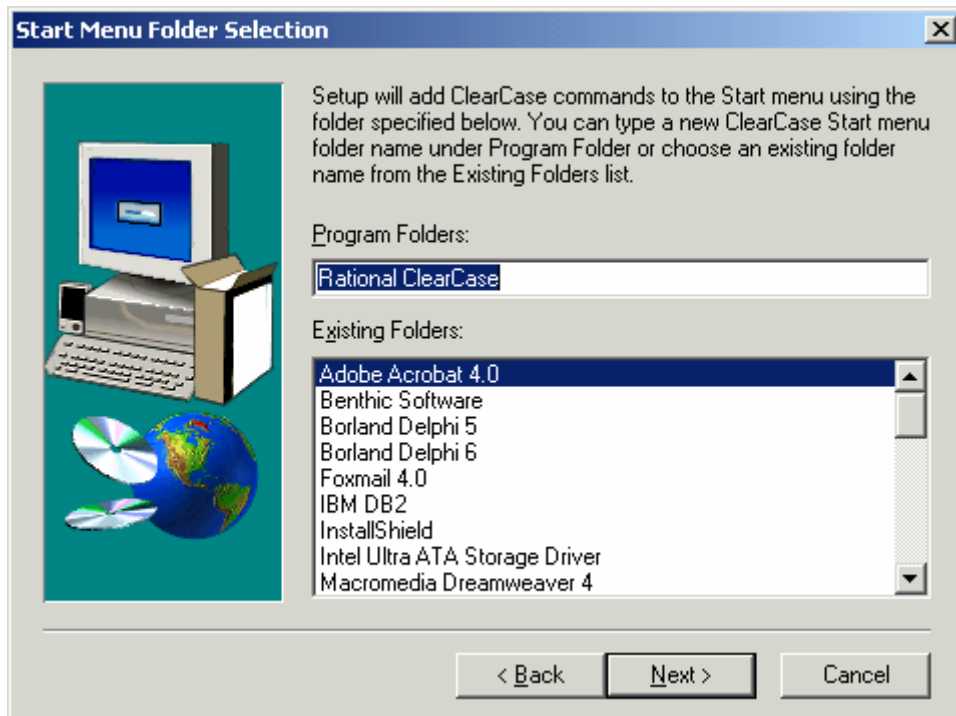 Start Menu Folder Selection
Setup will add ClearCase commands to the Start menu using the
folder specified below. You can type a new ClearCase Start menu
folder name under Program Folder or choose an existing folder
name from the Existing Folders list.
Program Folders:
Rational ClearCase
Existing Folders:
Adobe Acrobat 4.0
Benthic Software
Borland Delphi 5
Borland Delphi 6
Foxmail 4.0
IBM DB2
InstallShield
Intel Ultra ATA Storage Driver
Macromedia Dreamweaver 4
< Back
Next >
Cancel